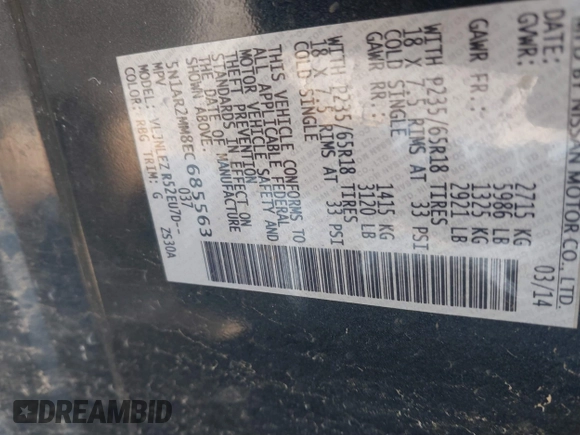 NISSAN MOTOR CO., LTD.
03/14
GVWR: 2715 KG
5986 LB
GAWR FR: 1325 KG
2921 LB
WITH P235/65R18 TIRES
18 X 7.5 RIMS AT 33 PSI
COLD SINGLE
GAWR RR: 1415 KG
3120 LB
WITH P235/65R18 TIRES
18 X 7.5 RIMS AT 33 PSI
COLD SINGLE
THIS VEHICLE CONFORMS TO
ALL APPLICABLE FEDERAL
MOTOR VEHICLE SAFETY AND
THEFT PREVENTION
STANDARDS IN EFFECT ON
THE DATE OF MANUFACTURE
SHOWN ABOVE.
5N1AR2MM8EC685563
MPV 037
MODEL: YLJNLEZ R52EU7D--
COLOR: RBG TRIM: G Z530A
DREAMBID